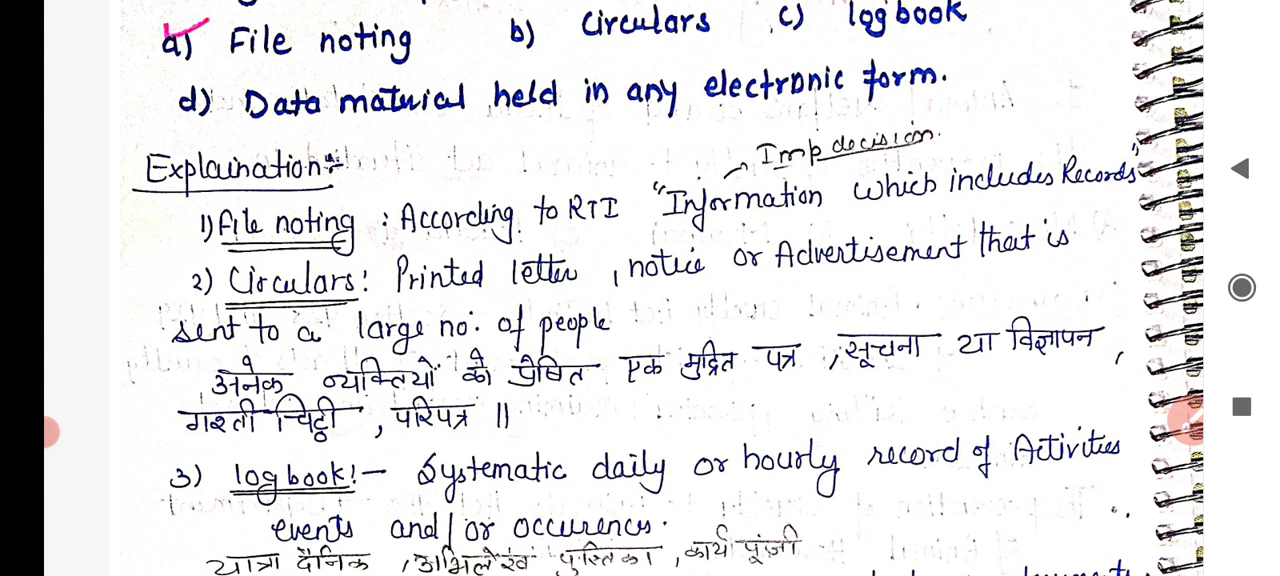 a) File noting b) Circulars c) log book
d) Data matuial held in any electronic form.
Imp decision.
Explaination:-
1) File noting : According to RTI "Information which includes Records"
2) Circulars: Printed letter , notice or Advertisement that is
sent to a large no: of people
अनेक व्यक्तियों को प्रेषित एक मुद्रित पत्र , सूचना या विज्ञापन ,
गश्ती चिट्ठी , परिपत्र ॥
3) log book:- Systematic daily or hourly record of Activities
events and/or occurences.
यात्रा दैनिक , अभिलेख पुस्तिका , कार्य पूंजी